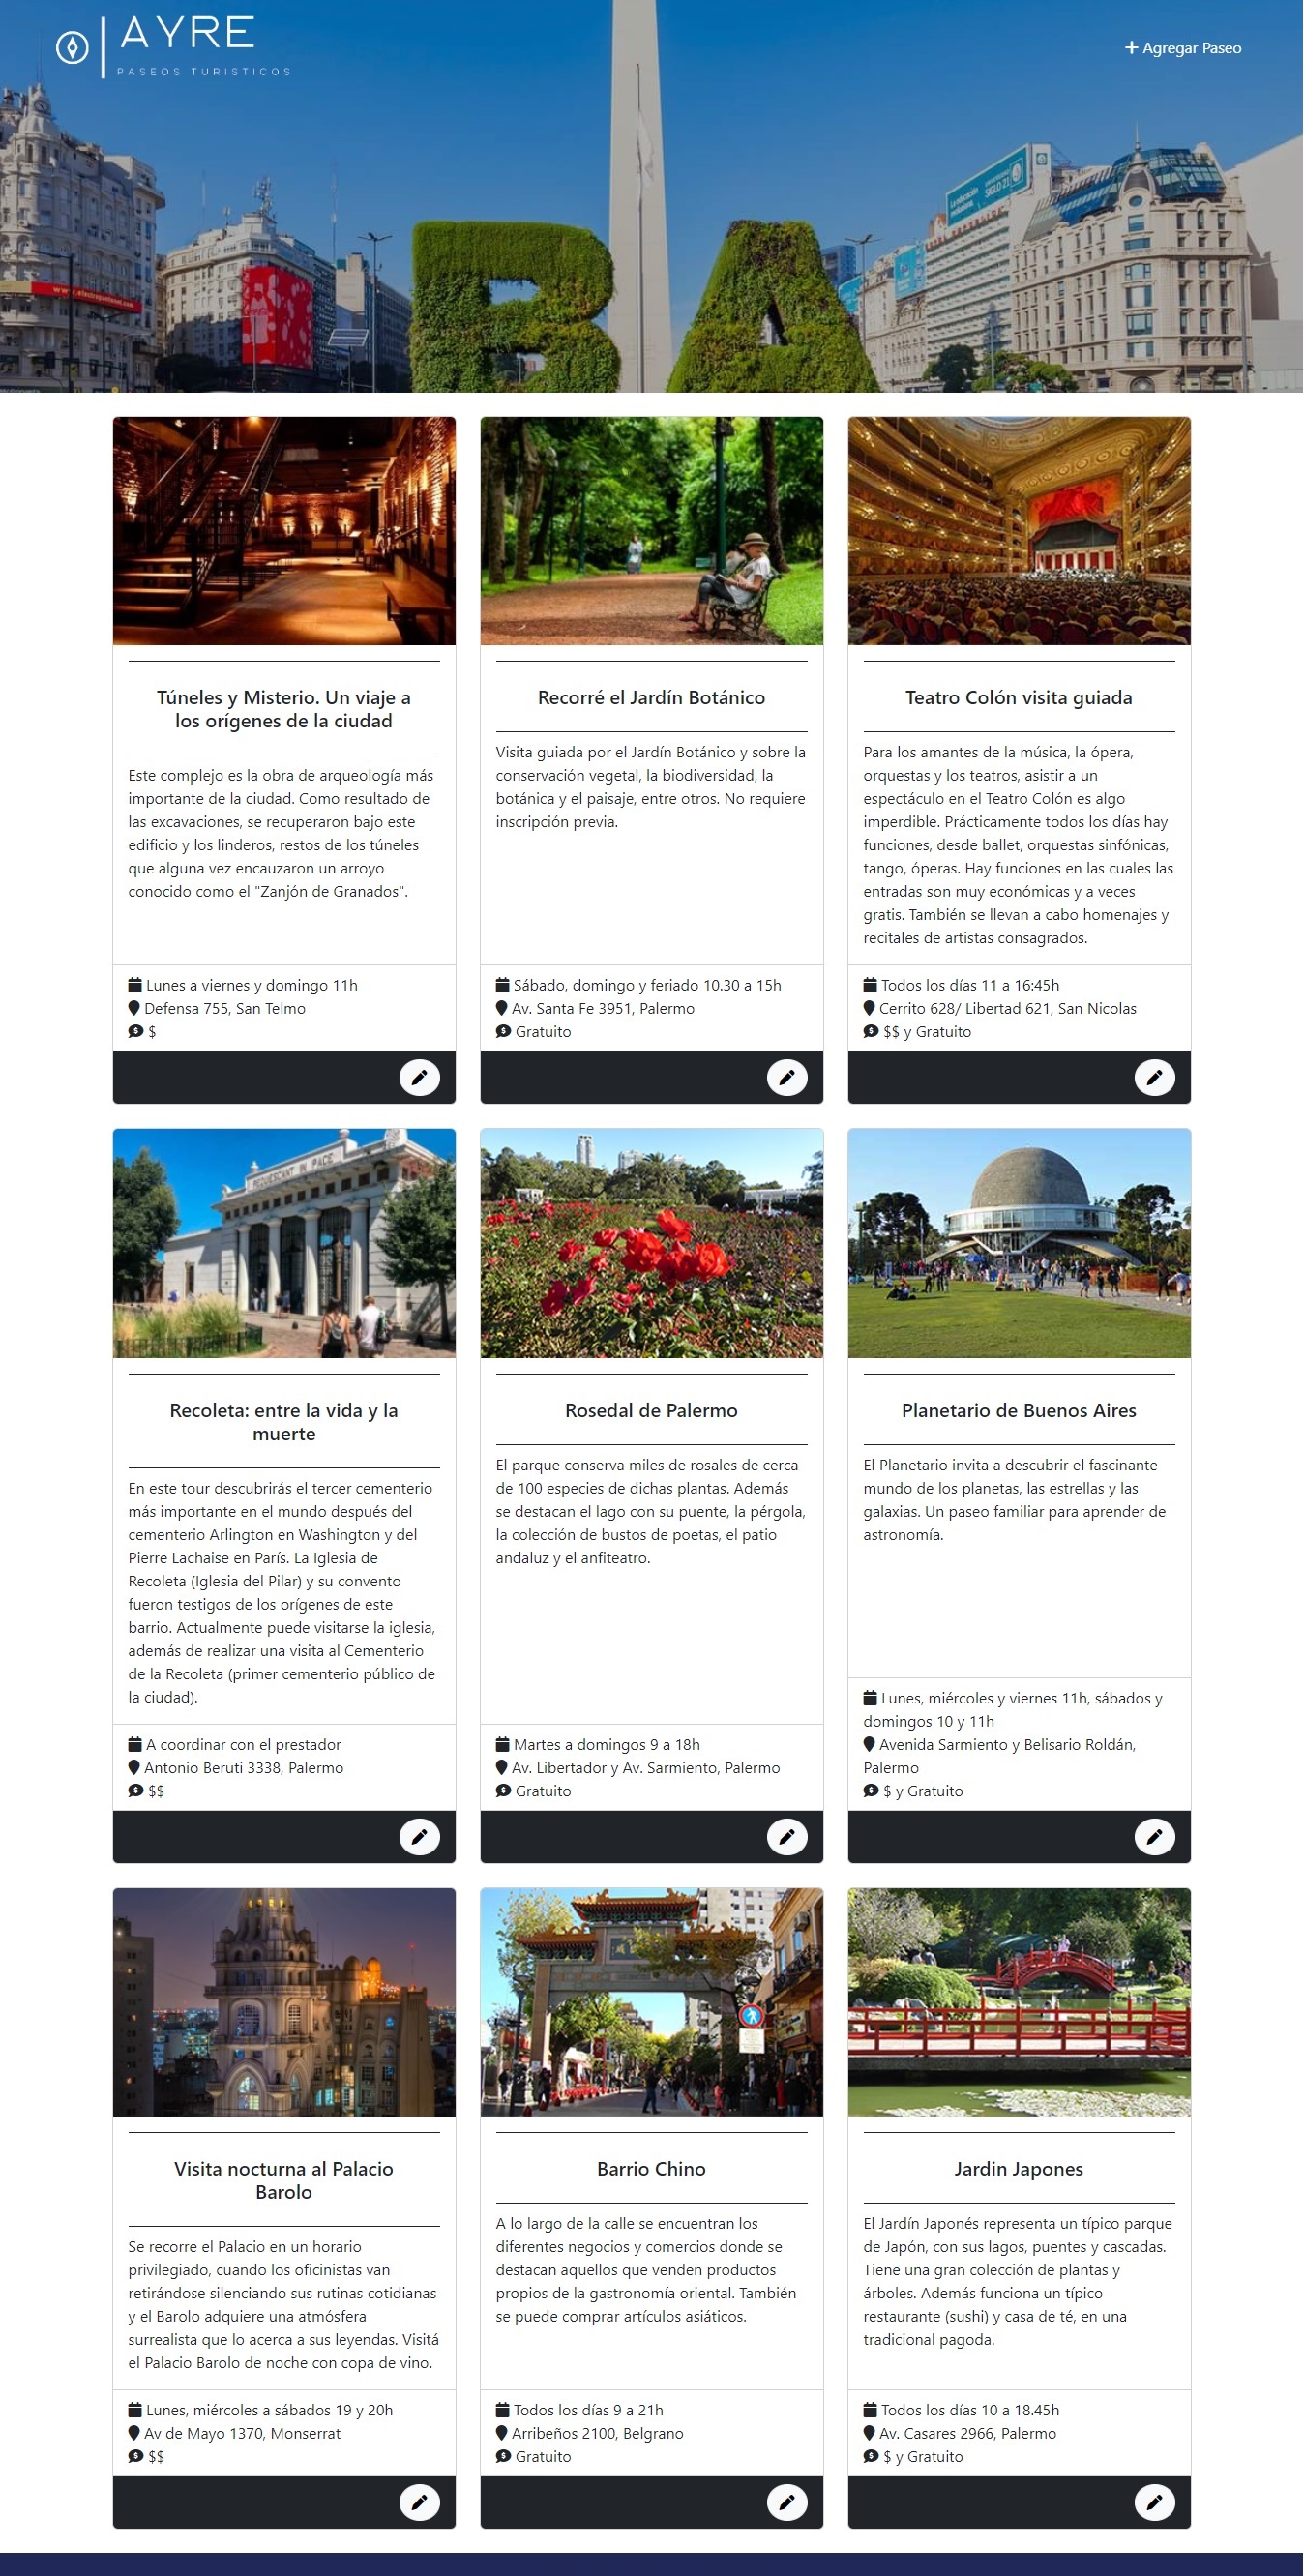 AYRE
PASEOS TURISTICOS
Agregar Paseo
www.electropuntonet.com
La educación
evoluciona
UNIVERSIDAD
SIGLO 21
BA
Túneles y Misterio. Un viaje a
los orígenes de la ciudad
Este complejo es la obra de arqueología más
importante de la ciudad. Como resultado de
las excavaciones, se recuperaron bajo este
edificio y los linderos, restos de los túneles
que alguna vez encauzaron un arroyo
conocido como el "Zanjón de Granados".
Lunes a viernes y domingo 11h
Defensa 755, San Telmo
$
Recorré el Jardín Botánico
Visita guiada por el Jardín Botánico y sobre la
conservación vegetal, la biodiversidad, la
botánica y el paisaje, entre otros. No requiere
inscripción previa.
Sábado, domingo y feriado 10.30 a 15h
Av. Santa Fe 3951, Palermo
Gratuito
Teatro Colón visita guiada
Para los amantes de la música, la ópera,
orquestas y los teatros, asistir a un
espectáculo en el Teatro Colón es algo
imperdible. Prácticamente todos los días hay
funciones, desde ballet, orquestas sinfónicas,
tango, óperas. Hay funciones en las cuales las
entradas son muy económicas y a veces
gratis. También se llevan a cabo homenajes y
recitales de artistas consagrados.
Todos los días 11 a 16:45h
Cerrito 628/ Libertad 621, San Nicolas
$$ y Gratuito
REQUIESCANT IN PACE
Recoleta: entre la vida y la
muerte
En este tour descubrirás el tercer cementerio
más importante en el mundo después del
cementerio Arlington en Washington y del
Pierre Lachaise en París. La Iglesia de
Recoleta (Iglesia del Pilar) y su convento
fueron testigos de los orígenes de este
barrio. Actualmente puede visitarse la iglesia,
además de realizar una visita al Cementerio
de la Recoleta (primer cementerio público de
la ciudad).
A coordinar con el prestador
Antonio Beruti 3338, Palermo
$$
Rosedal de Palermo
El parque conserva miles de rosales de cerca
de 100 especies de dichas plantas. Además
se destacan el lago con su puente, la pérgola,
la colección de bustos de poetas, el patio
andaluz y el anfiteatro.
Martes a domingos 9 a 18h
Av. Libertador y Av. Sarmiento, Palermo
Gratuito
Planetario de Buenos Aires
El Planetario invita a descubrir el fascinante
mundo de los planetas, las estrellas y las
galaxias. Un paseo familiar para aprender de
astronomía.
Lunes, miércoles y viernes 11h, sábados y
domingos 10 y 11h
Avenida Sarmiento y Belisario Roldán,
Palermo
$ y Gratuito
Visita nocturna al Palacio
Barolo
Se recorre el Palacio en un horario
privilegiado, cuando los oficinistas van
retirándose silenciando sus rutinas cotidianas
y el Barolo adquiere una atmósfera
surrealista que lo acerca a sus leyendas. Visitá
el Palacio Barolo de noche con copa de vino.
Lunes, miércoles a sábados 19 y 20h
Av de Mayo 1370, Monserrat
$$
Barrio Chino
A lo largo de la calle se encuentran los
diferentes negocios y comercios donde se
destacan aquellos que venden productos
propios de la gastronomía oriental. También
se puede comprar artículos asiáticos.
Todos los días 9 a 21h
Arribeños 2100, Belgrano
Gratuito
Jardin Japones
El Jardín Japonés representa un típico parque
de Japón, con sus lagos, puentes y cascadas.
Tiene una gran colección de plantas y
árboles. Además funciona un típico
restaurante (sushi) y casa de té, en una
tradicional pagoda.
Todos los días 10 a 18.45h
Av. Casares 2966, Palermo
$ y Gratuito